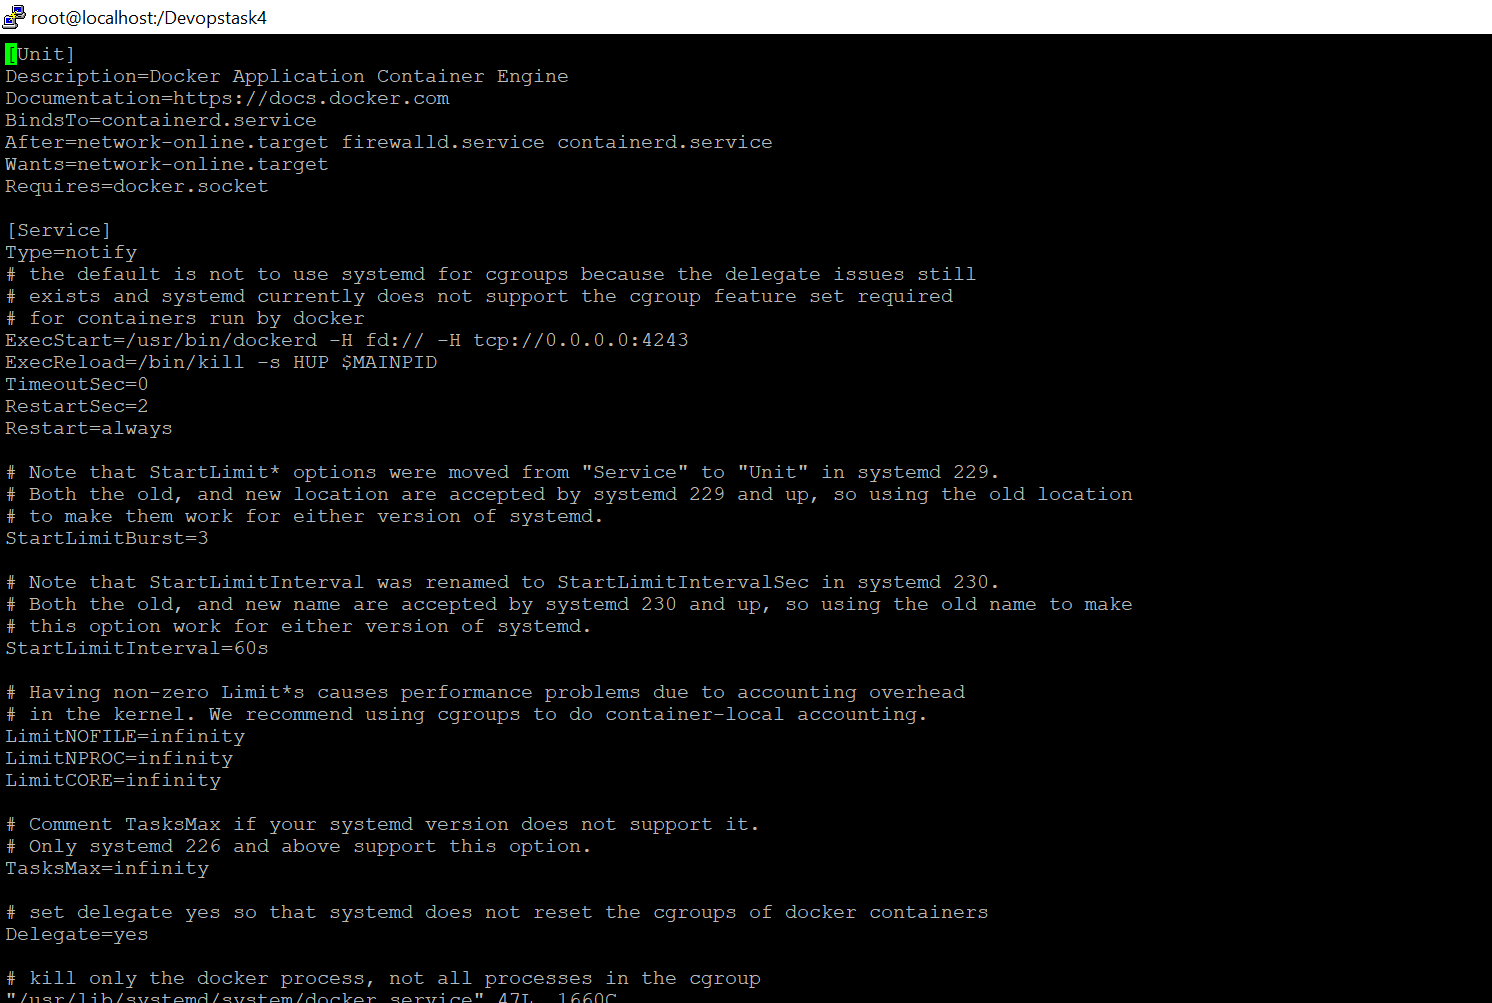 root@localhost:/Devopstask4
[Unit]
Description=Docker Application Container Engine
Documentation=https://docs.docker.com
BindsTo=containerd.service
After=network-online.target firewalld.service containerd.service
Wants=network-online.target
Requires=docker.socket
[Service]
Type=notify
# the default is not to use systemd for cgroups because the delegate issues still
# exists and systemd currently does not support the cgroup feature set required
# for containers run by docker
ExecStart=/usr/bin/dockerd -H fd:// -H tcp://0.0.0.0:4243
ExecReload=/bin/kill -s HUP $MAINPID
TimeoutSec=0
RestartSec=2
Restart=always
# Note that StartLimit* options were moved from "Service" to "Unit" in systemd 229.
# Both the old, and new location are accepted by systemd 229 and up, so using the old location
# to make them work for either version of systemd.
StartLimitBurst=3
# Note that StartLimitInterval was renamed to StartLimitIntervalSec in systemd 230.
# Both the old, and new name are accepted by systemd 230 and up, so using the old name to make
# this option work for either version of systemd.
StartLimitInterval=60s
# Having non-zero Limit*s causes performance problems due to accounting overhead
# in the kernel. We recommend using cgroups to do container-local accounting.
LimitNOFILE=infinity
LimitNPROC=infinity
LimitCORE=infinity
# Comment TasksMax if your systemd version does not support it.
# Only systemd 226 and above support this option.
TasksMax=infinity
# set delegate yes so that systemd does not reset the cgroups of docker containers
Delegate=yes
# kill only the docker process, not all processes in the cgroup
"/usr/lib/systemd/system/docker.service" 47L, 1660C